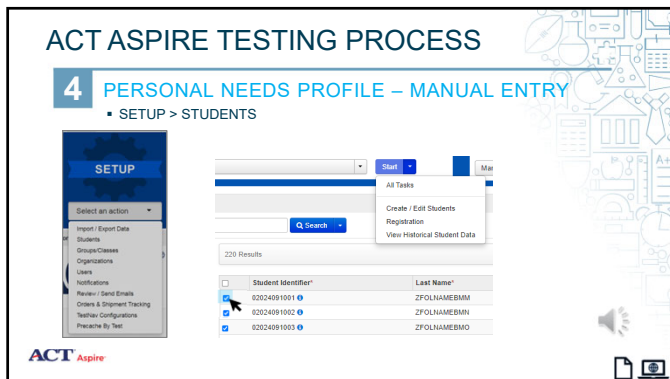 ACT ASPIRE TESTING PROCESS
4 PERSONAL NEEDS PROFILE – MANUAL ENTRY
▪ SETUP > STUDENTS
SETUP
Select an action
Import / Export Data
Students
Groups/Classes
Organizations
Users
Notifications
Review / Send Emails
Orders & Shipment Tracking
TestNav Configurations
Precache By Test
Start
All Tasks
Create / Edit Students
Registration
View Historical Student Data
Search
220 Results
Student Identifier* Last Name*
02024091001 ZFOLNAMEBMM
02024091002 ZFOLNAMEBMN
02024091003 ZFOLNAMEBMO
ACT Aspire